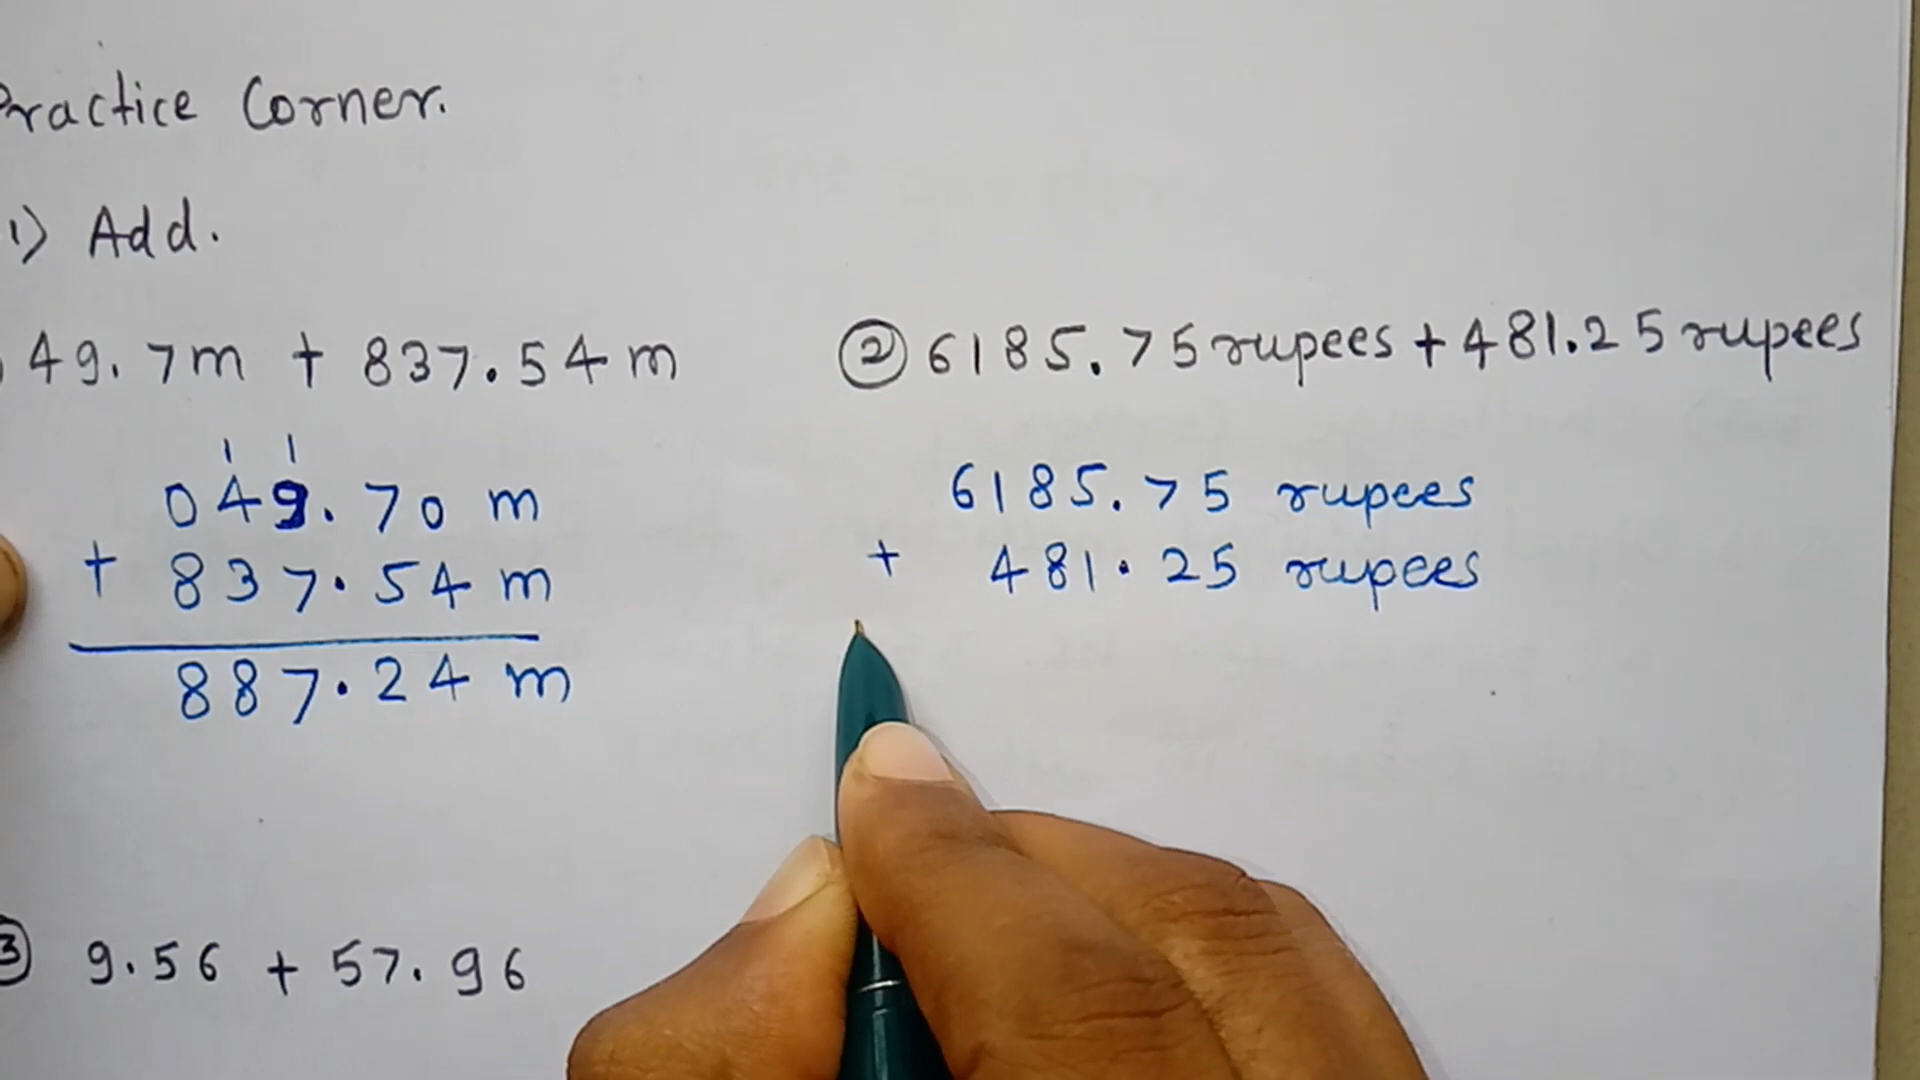 Practice Corner.
1) Add.
49.7m + 837.54 m
1 1
049.70 m
+ 837.54 m
887.24 m
② 6185.75 rupees + 481.25 rupees
6185.75 rupees
+ 481.25 rupees
③ 9.56 + 57.96